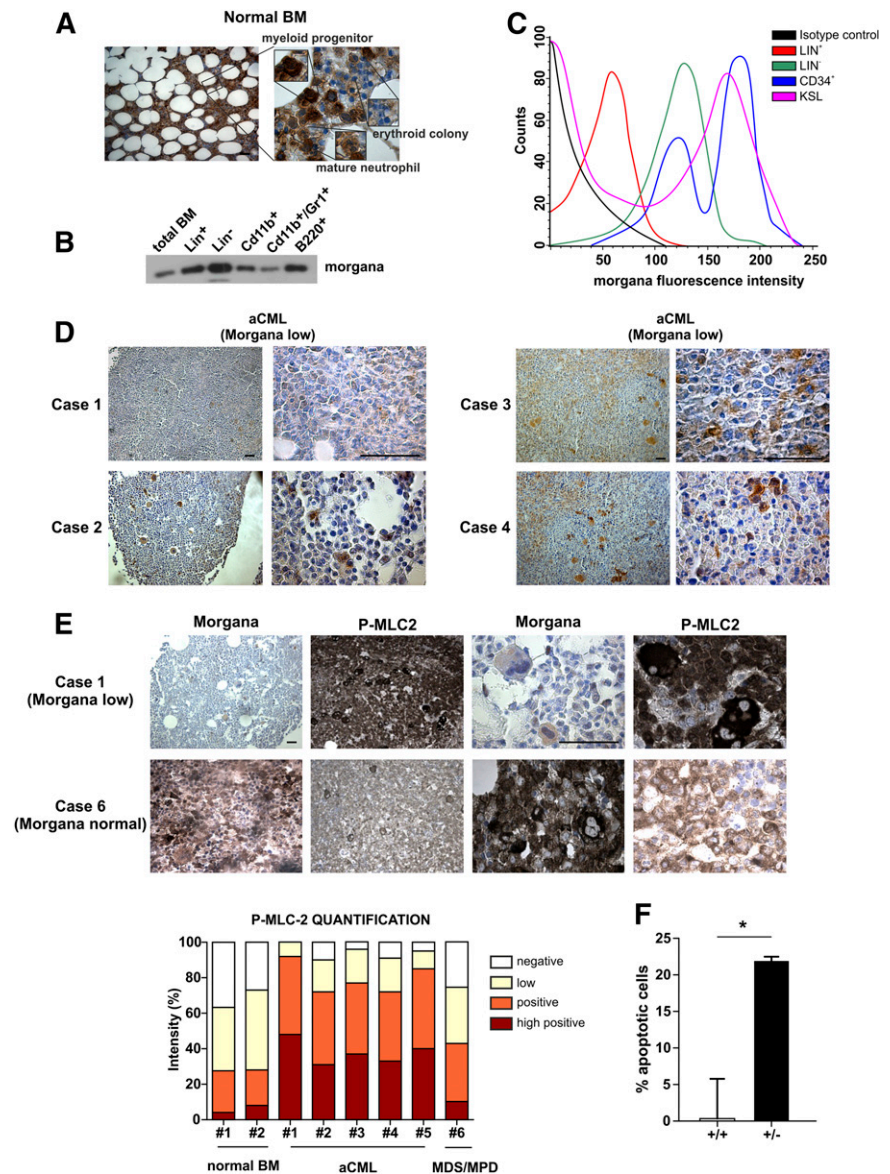 A
Normal BM
myeloid progenitor
erythroid colony
mature neutrophil
B
total BM
Lin+
Lin-
Cd11b+
Cd11b+/Gr1+
B220+
morgana
C
Isotype control
LIN+
LIN-
CD34+
KSL
Counts
100
80
60
40
20
0
0 50 100 150 200 250
morgana fluorescence intensity
D
aCML
(Morgana low)
Case 1
Case 2
aCML
(Morgana low)
Case 3
Case 4
E
Morgana P-MLC2 Morgana P-MLC2
Case 1
(Morgana low)
Case 6
(Morgana normal)
P-MLC-2 QUANTIFICATION
Intensity (%)
100
80
60
40
20
0
negative
low
positive
high positive
#1 #2 #1 #2 #3 #4 #5 #6
normal BM aCML MDS/MPD
F
% apoptotic cells
25
22
15
10
5
0
*
+/+ +/-